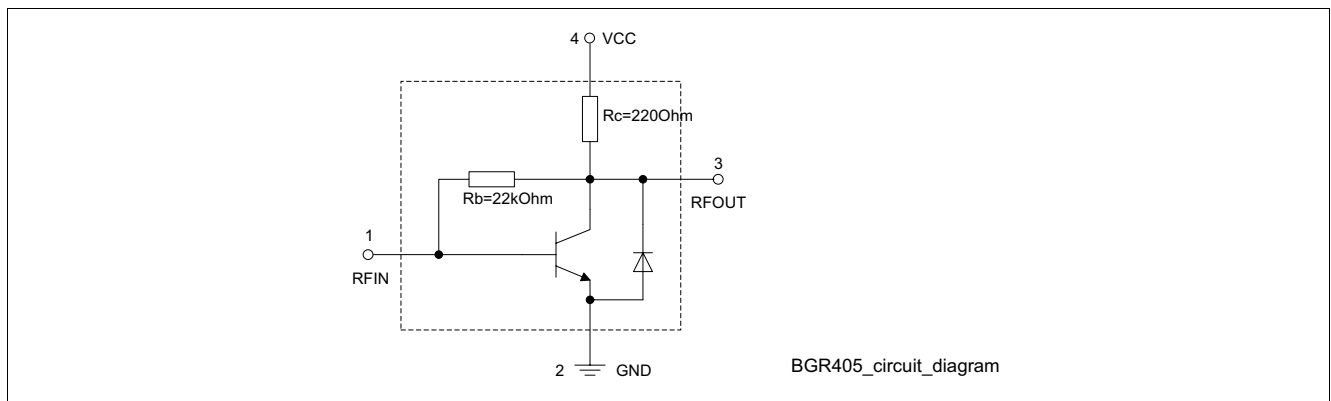 4 VCC
Rc=220Ohm
3
Rb=22kOhm
RFOUT
1
RFIN
2 GND
BGR405_circuit_diagram